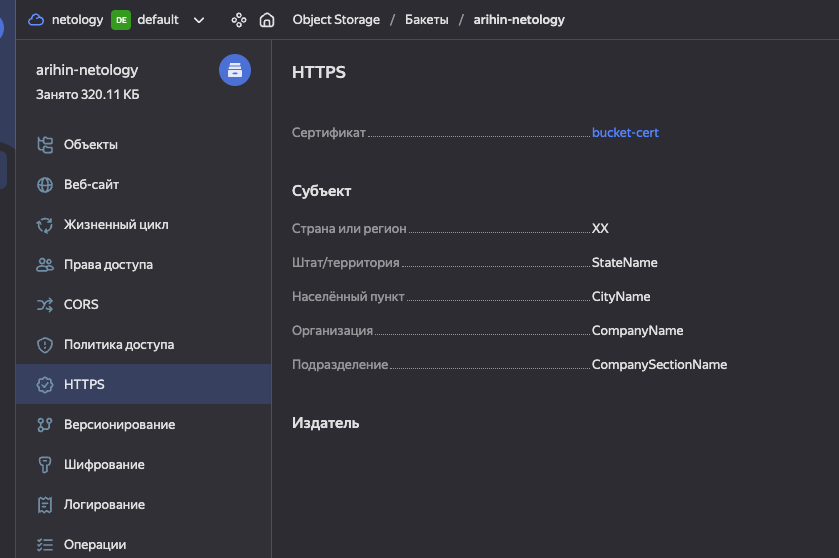 netology DE default Object Storage / Бакеты / arihin-netology
arihin-netology
Занято 320.11 КБ
Объекты
Веб-сайт
Жизненный цикл
Права доступа
CORS
Политика доступа
HTTPS
Версионирование
Шифрование
Логирование
Операции
HTTPS
Сертификат bucket-cert
Субъект
Страна или регион XX
Штат/территория StateName
Населённый пункт CityName
Организация CompanyName
Подразделение CompanySectionName
Издатель